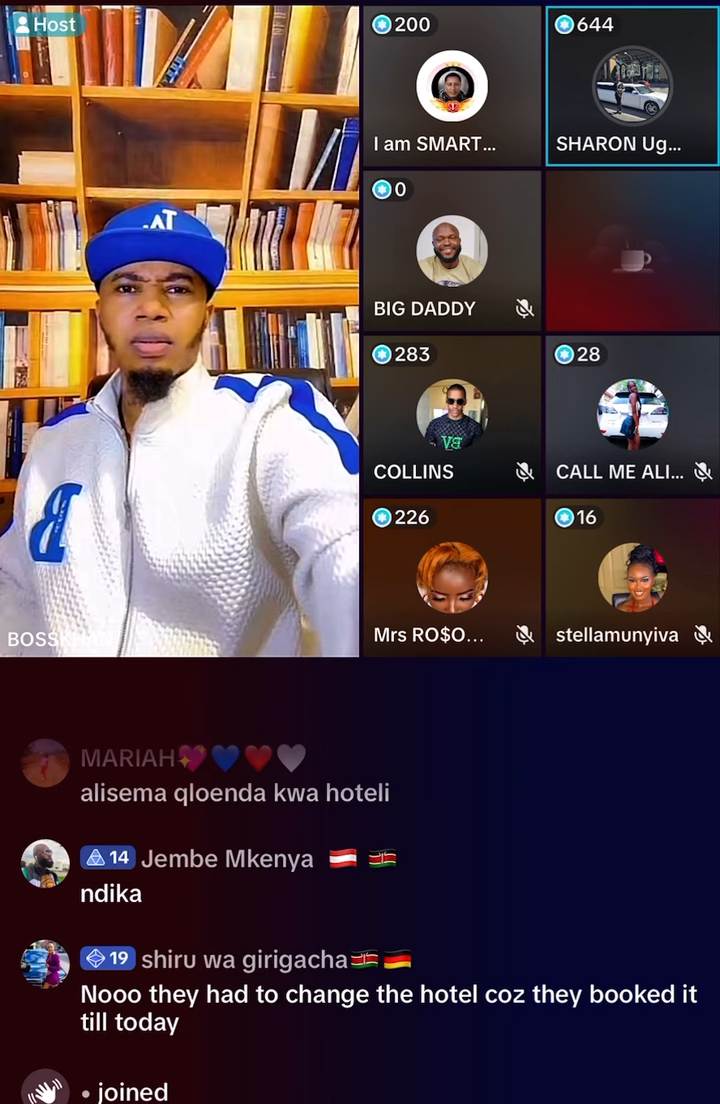 Host
BOSSKHAN
200
I am SMART...
644
SHARON Ug...
0
BIG DADDY
283
COLLINS
28
CALL ME ALI...
226
Mrs RO$O...
16
stellamunyiva
MARIAH💖💙❤️🤍
alisema qloenda kwa hoteli
14 Jembe Mkenya 🇦🇹 🇰🇪
ndika
19 shiru wa girigacha🇰🇪🇩🇪
Nooo they had to change the hotel coz they booked it
till today
• joined